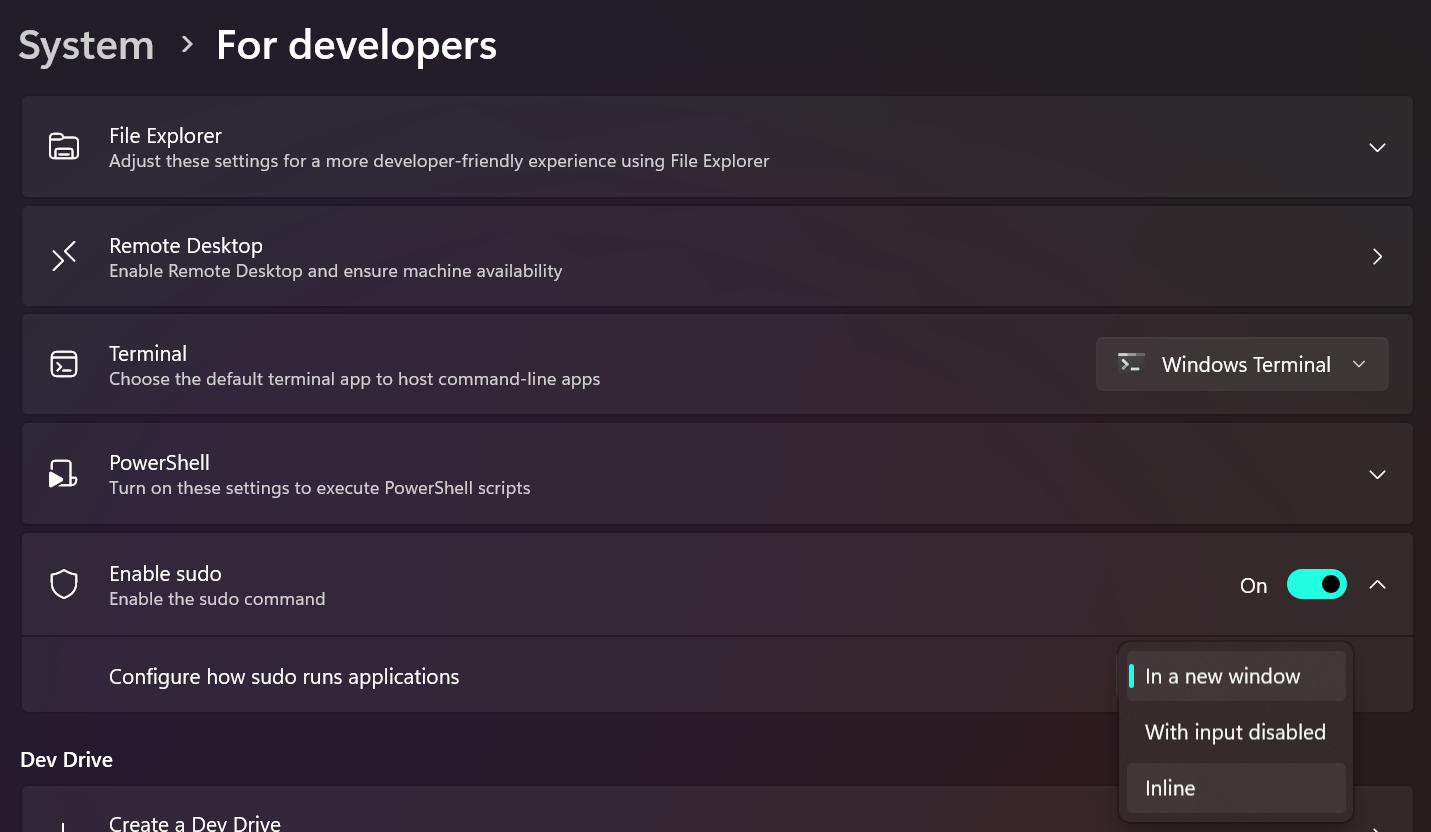 System > For developers
File Explorer
Adjust these settings for a more developer-friendly experience using File Explorer
Remote Desktop
Enable Remote Desktop and ensure machine availability
Terminal
Choose the default terminal app to host command-line apps
Windows Terminal
PowerShell
Turn on these settings to execute PowerShell scripts
Enable sudo
Enable the sudo command
On
Configure how sudo runs applications
In a new window
With input disabled
Inline
Dev Drive
Create a Dev Drive